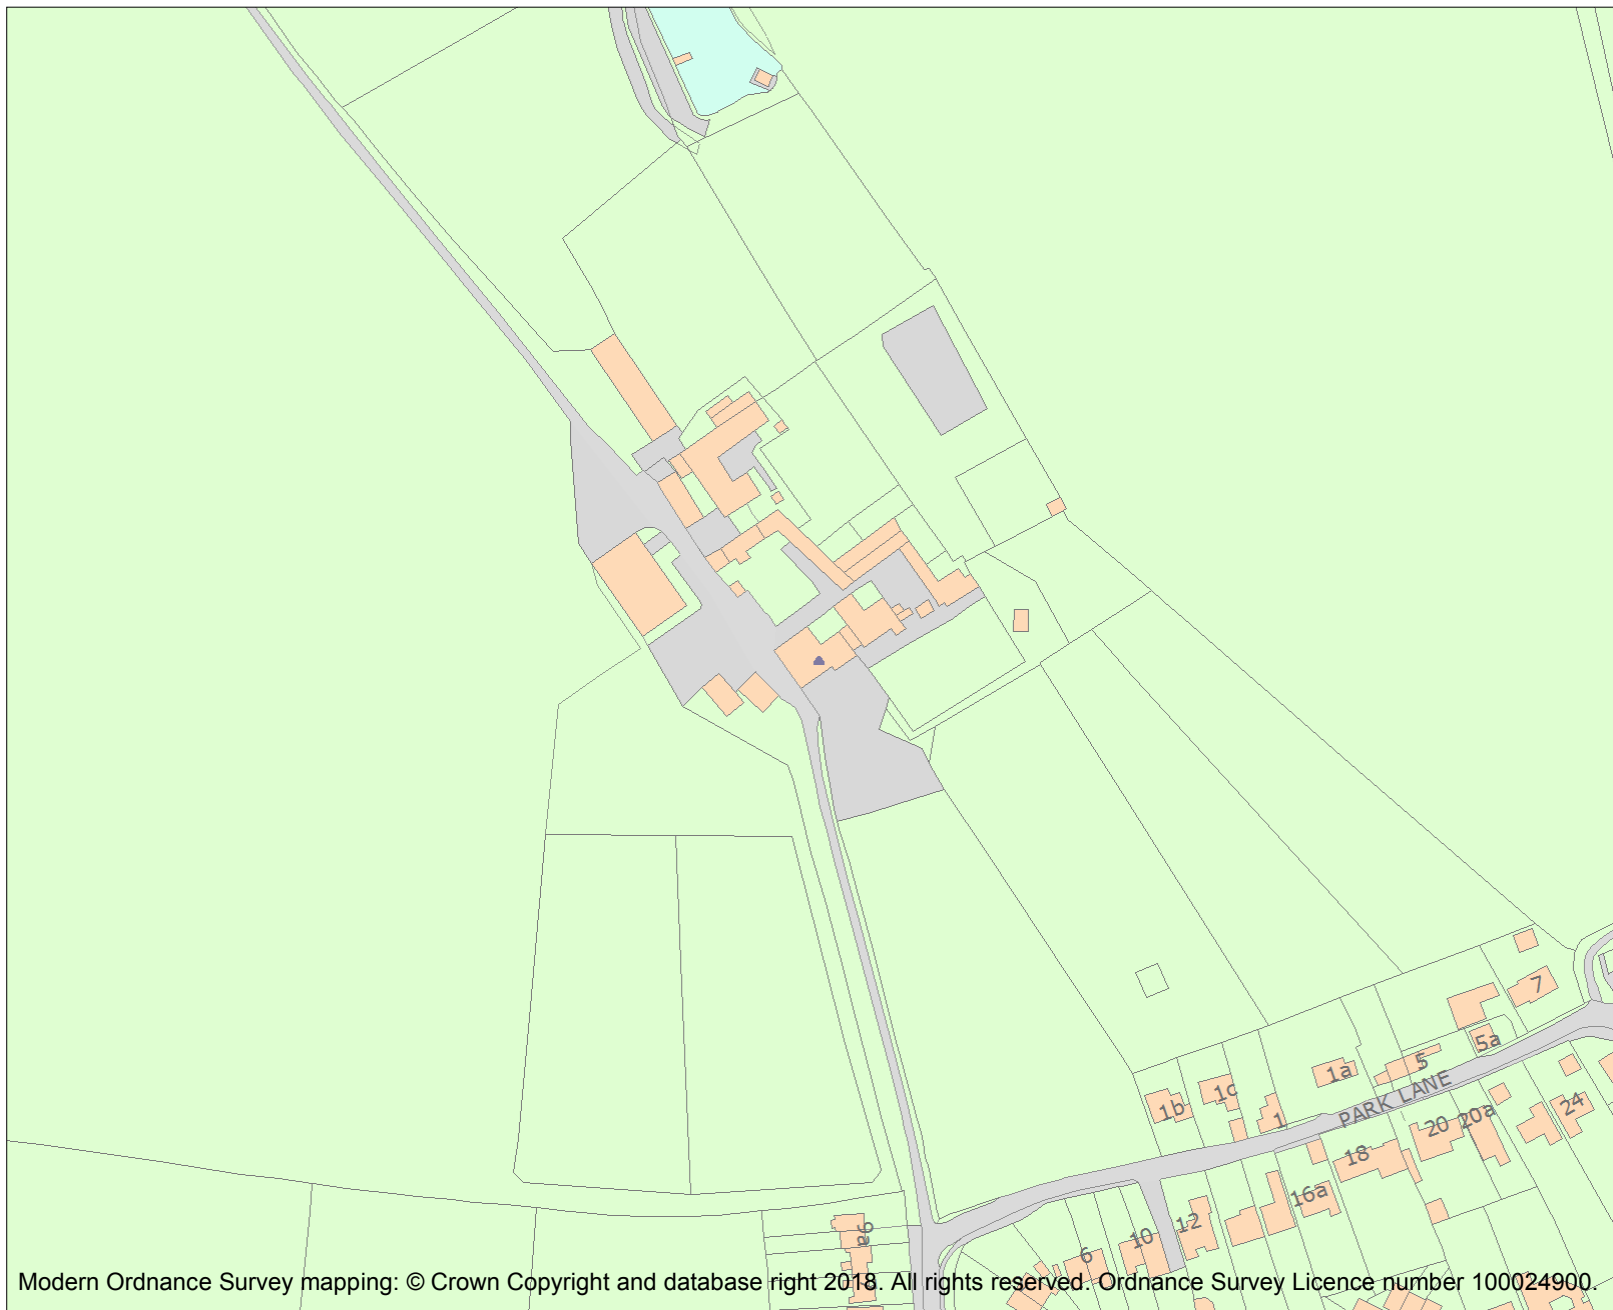 7
5a
5
1a
PARK LANE
1c
1b
1
24
20a
20
18
16a
12
10
6
9a
Modern Ordnance Survey mapping: © Crown Copyright and database right 2018. All rights reserved. Ordnance Survey Licence number 100024900.